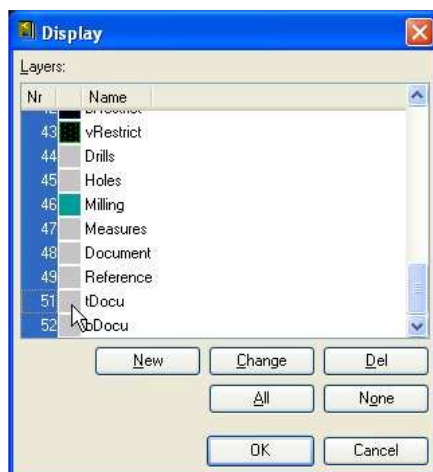 Display
Layers:
Nr Name
43 vRestrict
44 Drills
45 Holes
46 Milling
47 Measures
48 Document
49 Reference
51 tDocu
52 bDocu
New Change Del
All None
OK Cancel